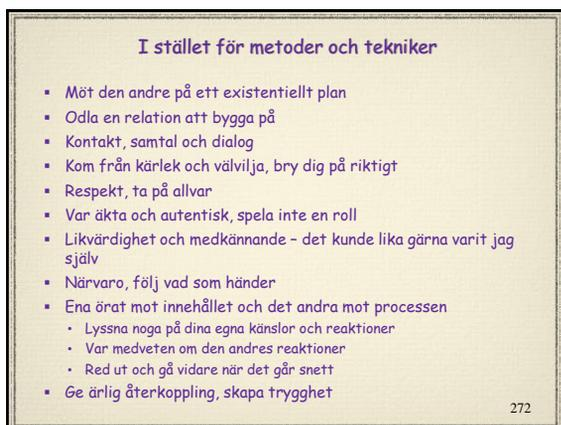 I stället för metoder och tekniker
▪ Möt den andre på ett existentiellt plan
▪ Odla en relation att bygga på
▪ Kontakt, samtal och dialog
▪ Kom från kärlek och välvilja, bry dig på riktigt
▪ Respekt, ta på allvar
▪ Var äkta och autentisk, spela inte en roll
▪ Likvärdighet och medkännande – det kunde lika gärna varit jag
själv
▪ Närvaro, följ vad som händer
▪ Ena örat mot innehållet och det andra mot processen
• Lyssna noga på dina egna känslor och reaktioner
• Var medveten om den andres reaktioner
• Red ut och gå vidare när det går snett
▪ Ge ärlig återkoppling, skapa trygghet
272